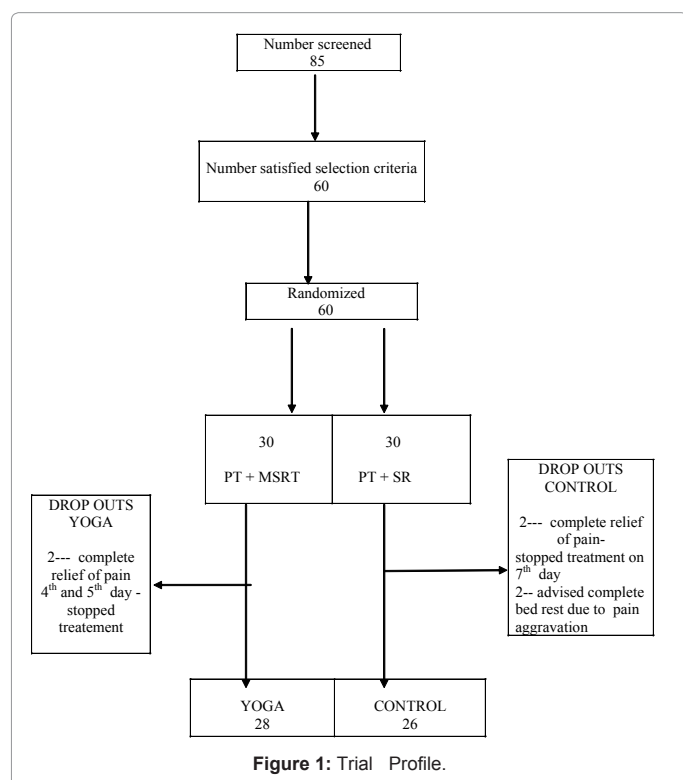 Number screened
85
Number satisfied selection criteria
60
Randomized
60
30
PT + MSRT
30
PT + SR
DROP OUTS
YOGA
2--- complete
relief of pain
4th and 5th day -
stopped
treatement
DROP OUTS
CONTROL
2--- complete relief
of pain-
stopped treatment on
7th day
2-- advised complete
bed rest due to pain
aggravation
YOGA
28
CONTROL
26
Figure 1: Trial Profile.